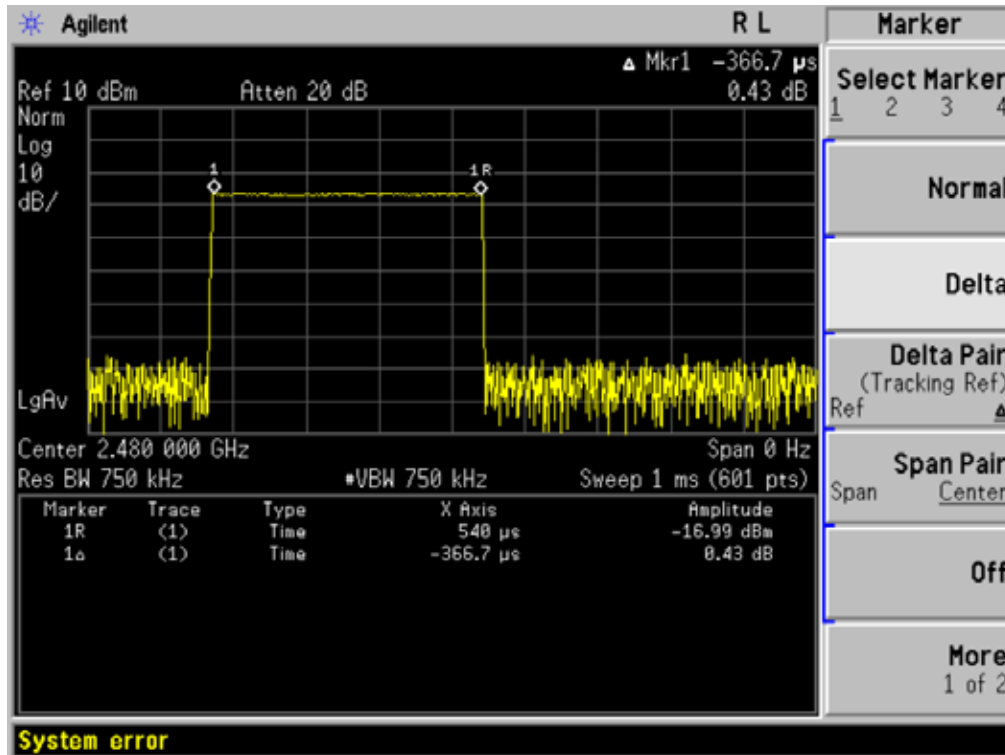 Agilent R L Marker
Δ Mkr1 -366.7 µs
Ref 10 dBm Atten 20 dB 0.43 dB
Norm
Log
10
dB/
1 1R
LgAv
Center 2.480 000 GHz Span 0 Hz
Res BW 750 kHz #VBW 750 kHz Sweep 1 ms (601 pts)
Marker Trace Type X Axis Amplitude
1R (1) Time 540 µs -16.99 dBm
1Δ (1) Time -366.7 µs 0.43 dB
Select Marker
1 2 3 4
Normal
Delta
Delta Pair
(Tracking Ref)
Ref Δ
Span Pair
Span Center
Off
More
1 of 2
System error